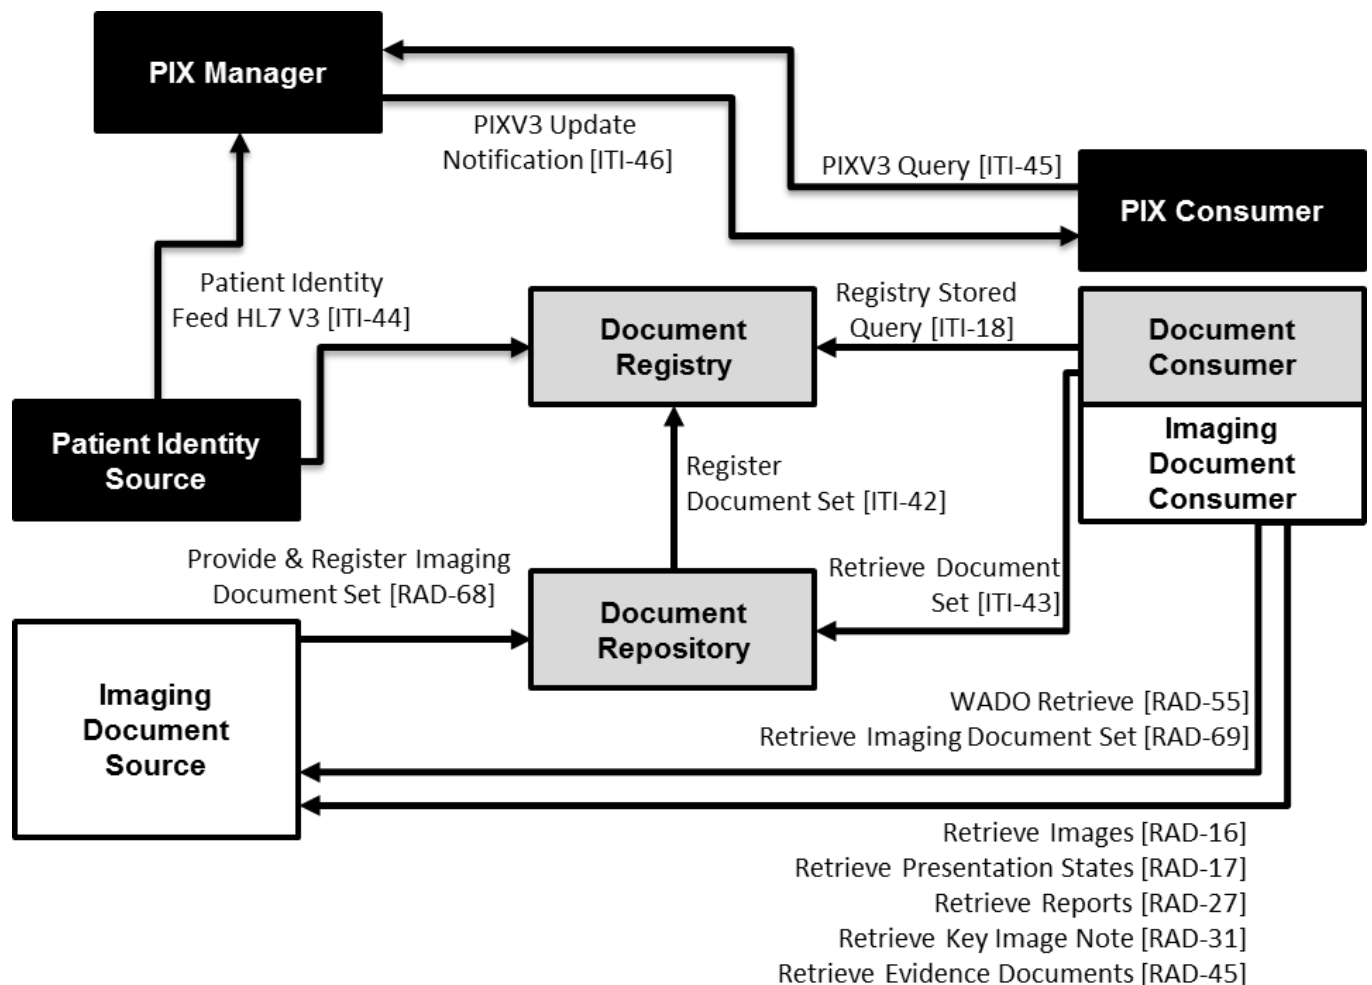 PIX Manager
PIXV3 Update
Notification [ITI-46]
PIXV3 Query [ITI-45]
PIX Consumer
Patient Identity
Feed HL7 V3 [ITI-44]
Document
Registry
Registry Stored
Query [ITI-18]
Document
Consumer
Imaging
Document
Consumer
Patient Identity
Source
Register
Document Set [ITI-42]
Provide & Register Imaging
Document Set [RAD-68]
Document
Repository
Retrieve Document
Set [ITI-43]
Imaging
Document
Source
WADO Retrieve [RAD-55]
Retrieve Imaging Document Set [RAD-69]
Retrieve Images [RAD-16]
Retrieve Presentation States [RAD-17]
Retrieve Reports [RAD-27]
Retrieve Key Image Note [RAD-31]
Retrieve Evidence Documents [RAD-45]